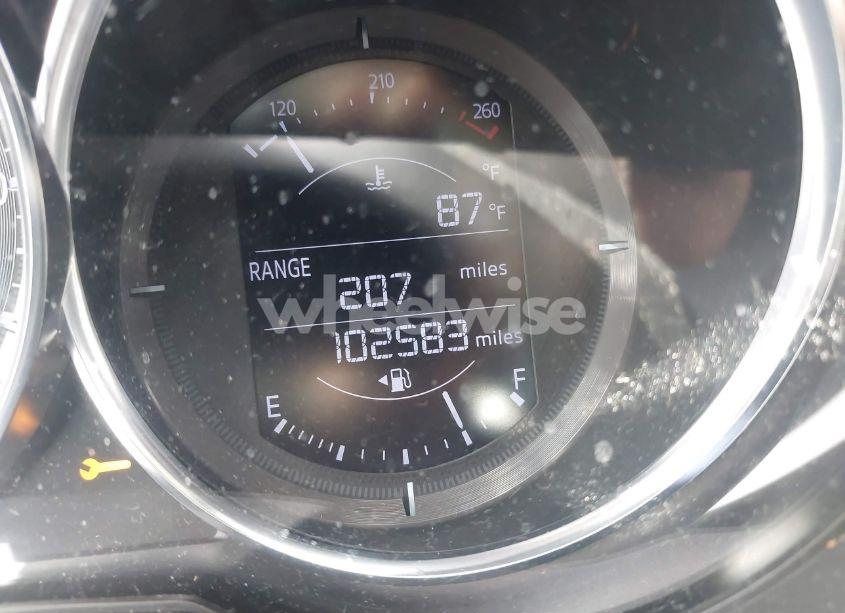 120 210 260
°F
87 °F
RANGE
207 miles
wheelwise
102583 miles
E F